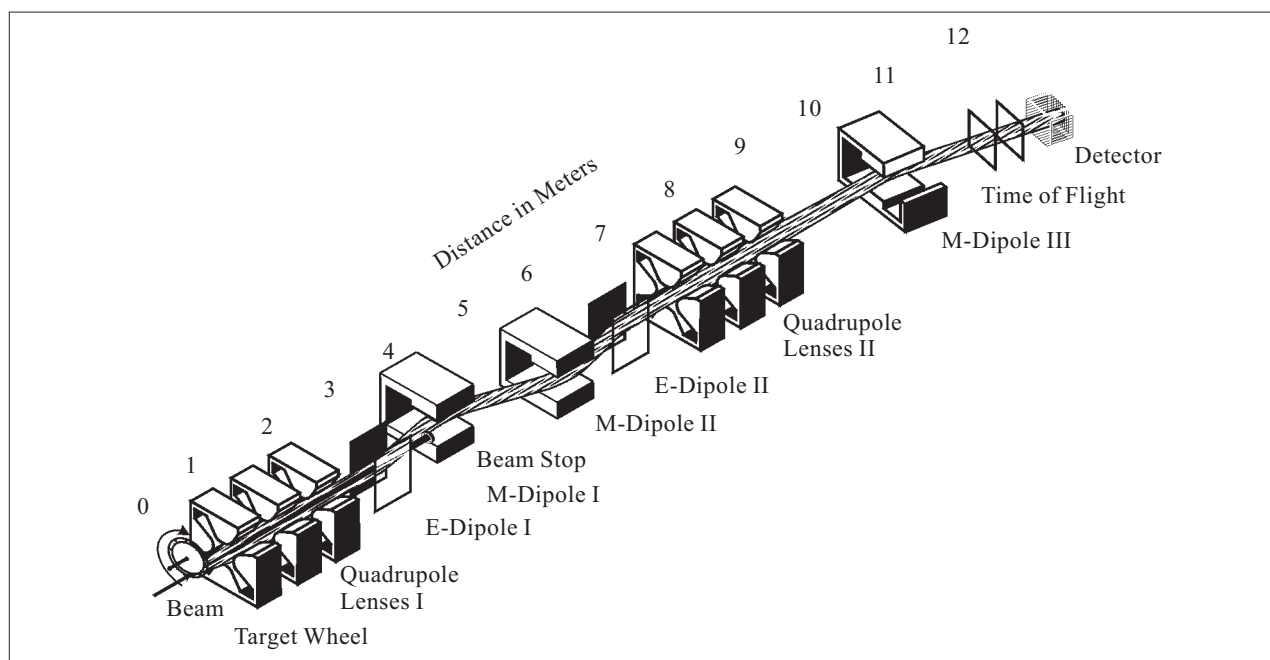 12
11
10
9
8
7
Distance in Meters
6
5
4
3
2
1
0
Detector
Time of Flight
M-Dipole III
Quadrupole
Lenses II
E-Dipole II
M-Dipole II
Beam Stop
M-Dipole I
E-Dipole I
Quadrupole
Lenses I
Beam
Target Wheel